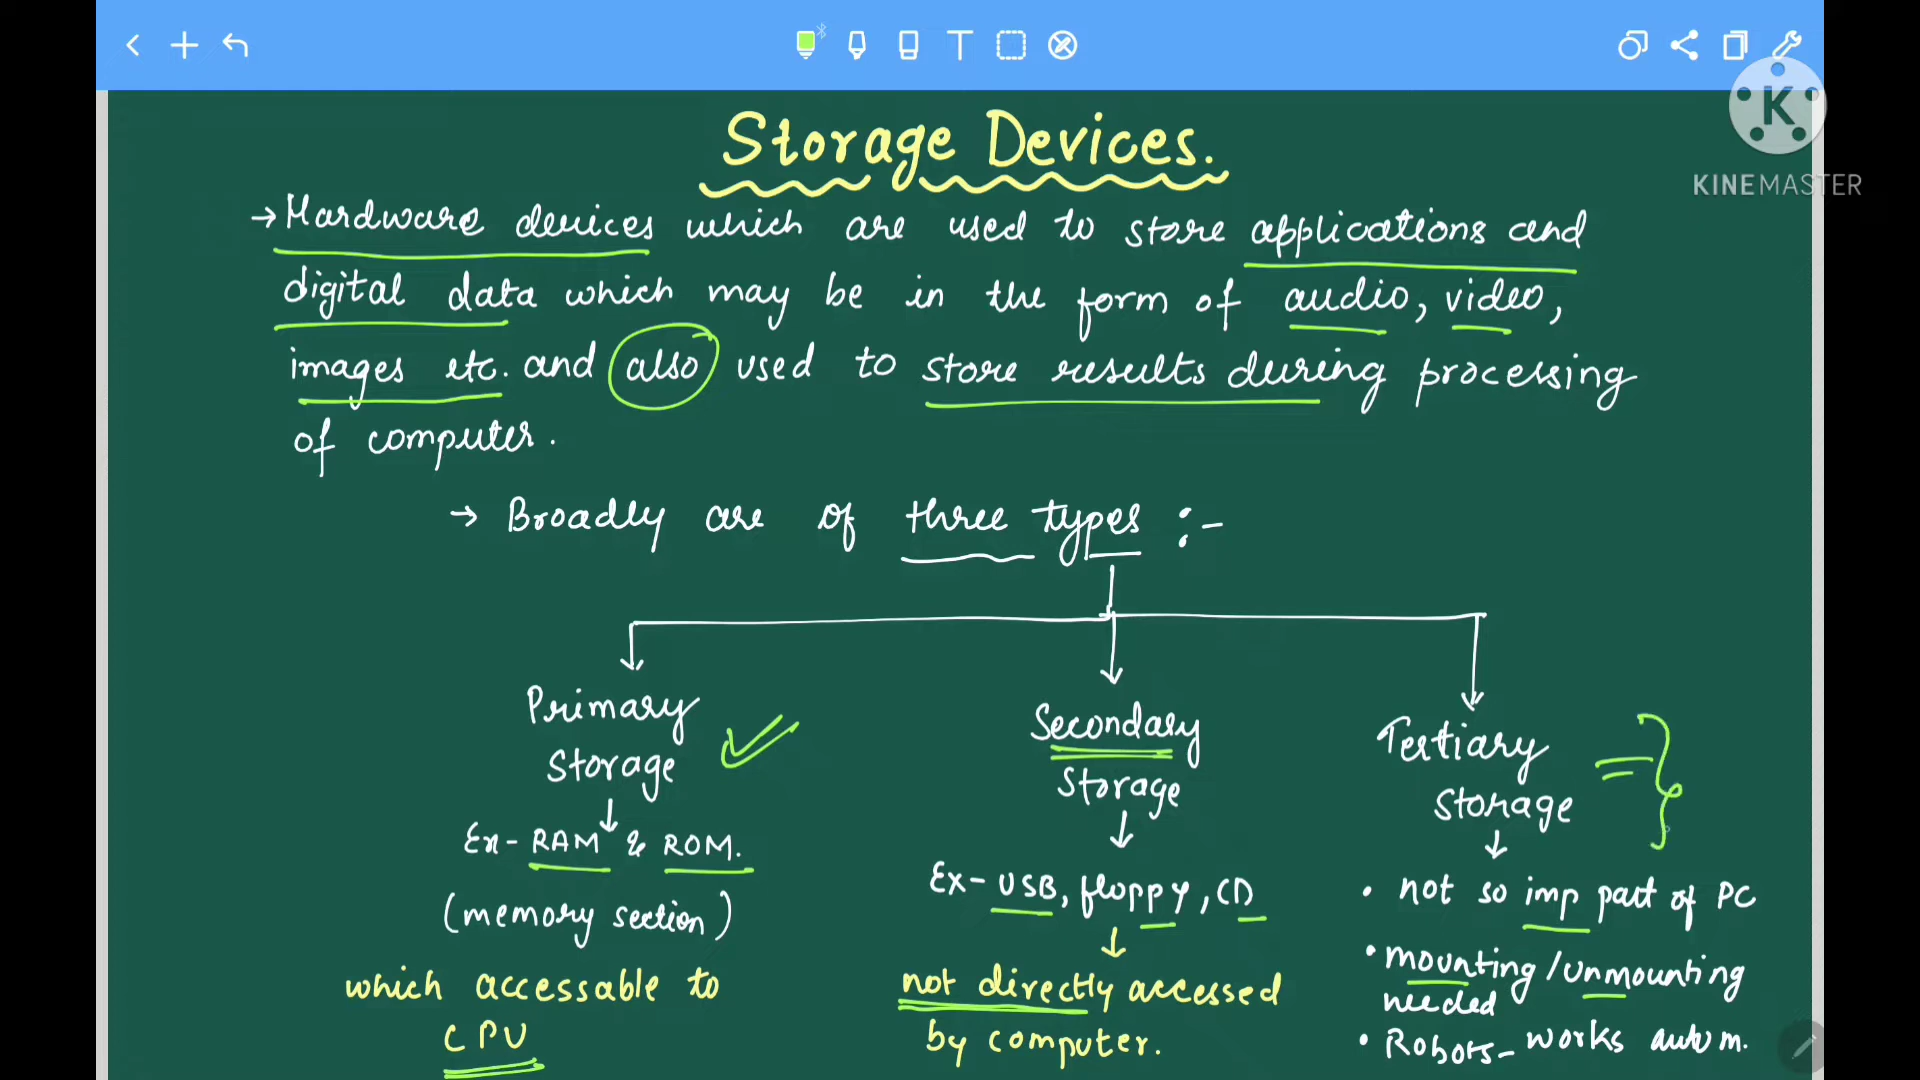 KINEMASTER
Storage Devices.
→ Hardware devices which are used to store applications and
digital data which may be in the form of audio, video,
images etc. and also used to store results during processing
of computer.
→ Broadly are of three types :-
Primary
Storage
Ex- RAM & ROM.
(memory section)
which accessable to
CPU
Secondary
Storage
Ex- USB, floppy, CD
not directly accessed
by computer.
Tertiary
Storage
• not so imp part of PC
• mounting/unmounting
needed
• Robots- works autom.